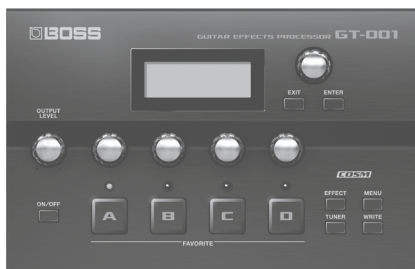 BOSS
GUITAR EFFECTS PROCESSOR GT-001
EXIT ENTER
OUTPUT
LEVEL
COSM
ON/OFF
A B C D
EFFECT MENU
TUNER WRITE
FAVORITE